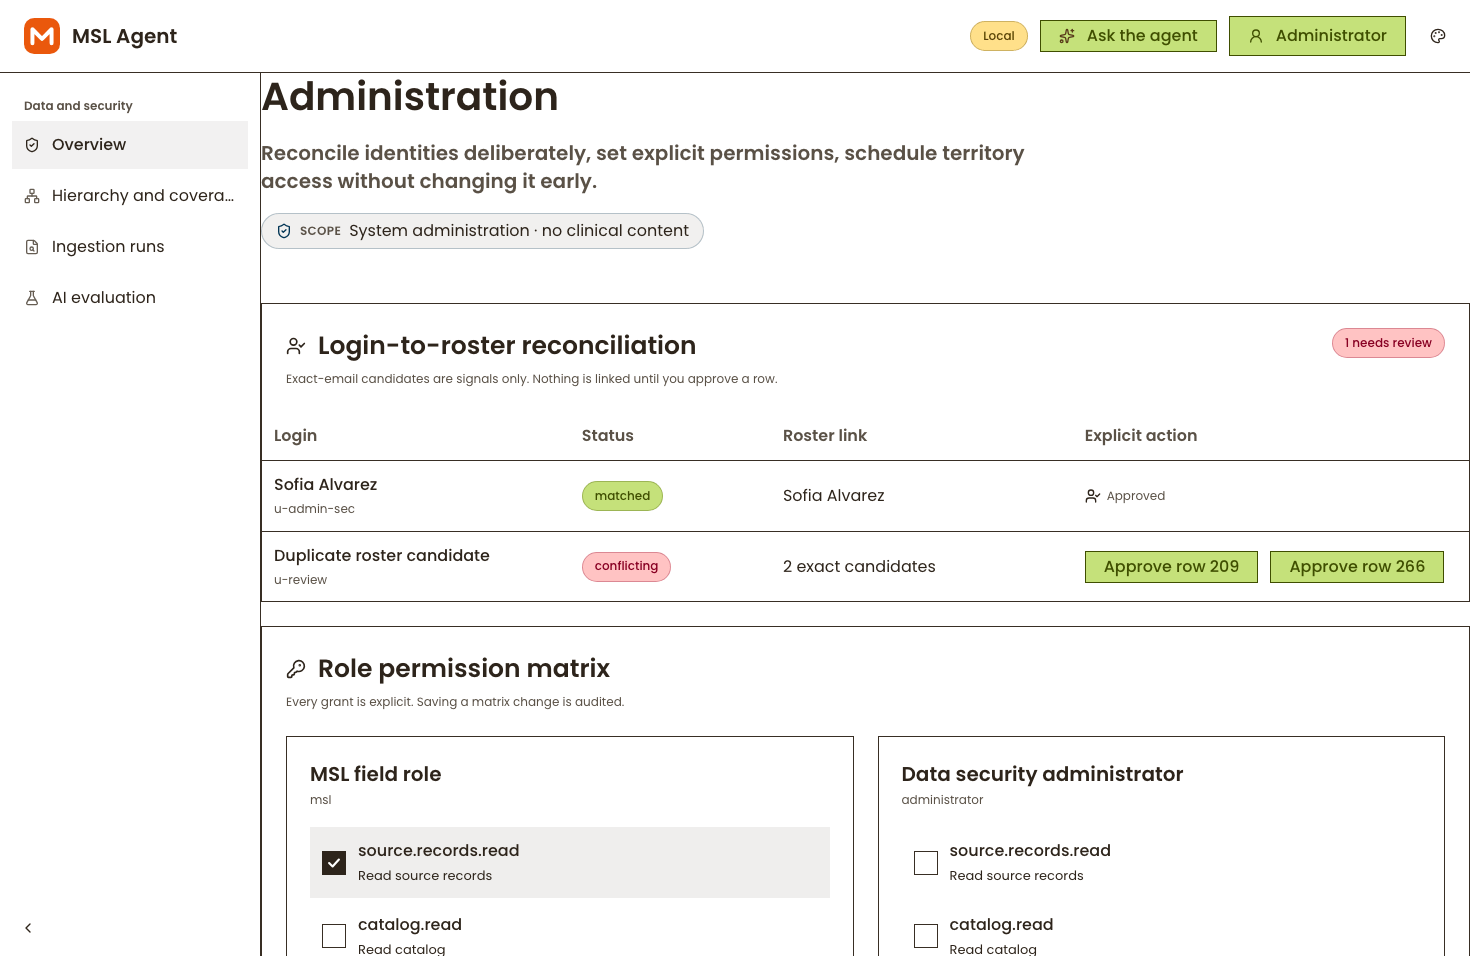 MSL Agent
Local
Ask the agent
Administrator
Data and security
Overview
Hierarchy and covera...
Ingestion runs
AI evaluation
Administration
Reconcile identities deliberately, set explicit permissions, schedule territory
access without changing it early.
SCOPE System administration · no clinical content
Login-to-roster reconciliation
1 needs review
Exact-email candidates are signals only. Nothing is linked until you approve a row.
Login Status Roster link Explicit action
Sofia Alvarez
u-admin-sec
matched
Sofia Alvarez
Approved
Duplicate roster candidate
u-review
conflicting
2 exact candidates
Approve row 209
Approve row 266
Role permission matrix
Every grant is explicit. Saving a matrix change is audited.
MSL field role
msl
source.records.read
Read source records
catalog.read
Read catalog
Data security administrator
administrator
source.records.read
Read source records
catalog.read
Read catalog